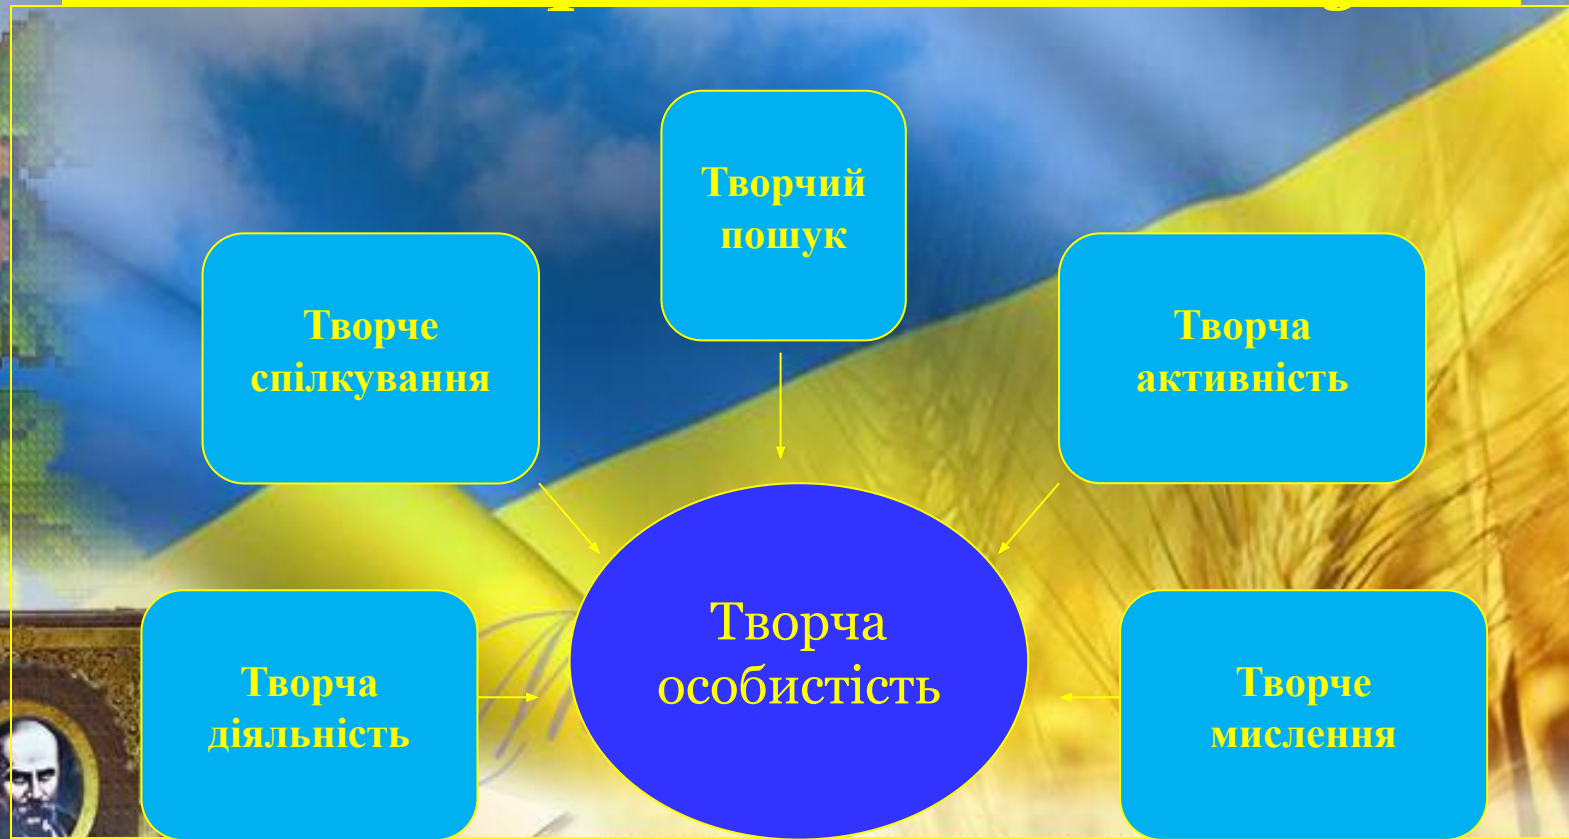 Творчий
пошук
Творче
спілкування
Творча
активність
Творча
особистість
Творча
діяльність
Творче
мислення